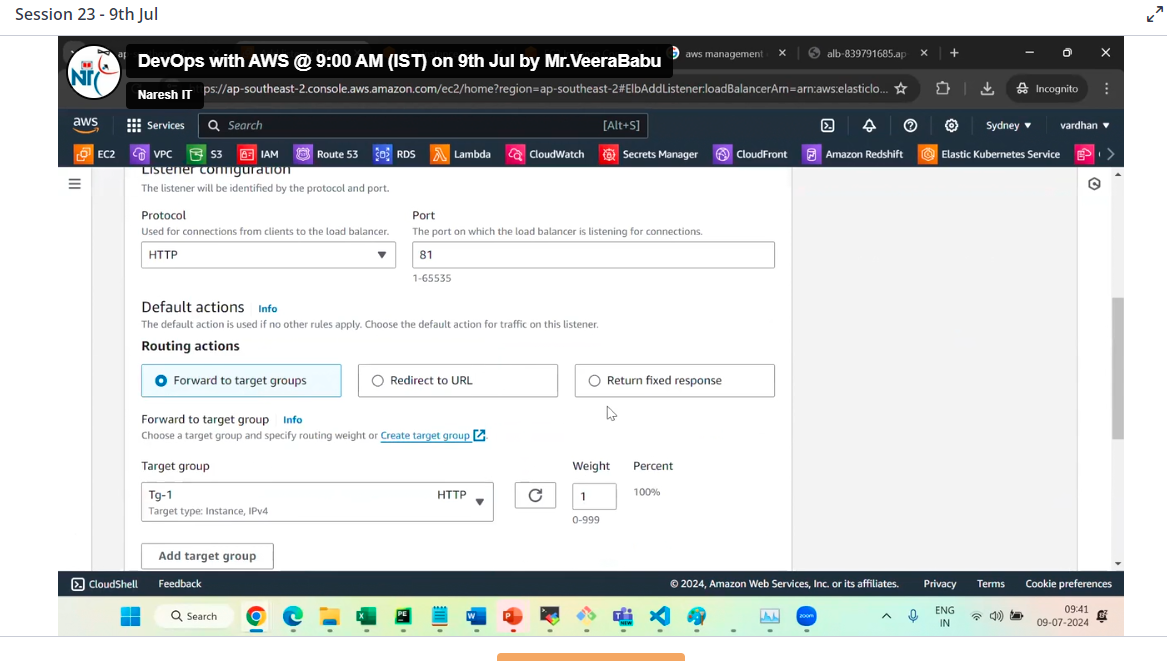 Session 23 - 9th Jul
DevOps with AWS @ 9:00 AM (IST) on 9th Jul by Mr.VeeraBabu
aws management
alb-839791685.ap
Naresh IT
ps://ap-southeast-2.console.aws.amazon.com/ec2/home?region=ap-southeast-2#ElbAddListener:loadBalancerArn=arn:aws:elasticlo...
Incognito
aws
Services
Search
[Alt+S]
Sydney
vardhan
EC2
VPC
S3
IAM
Route 53
RDS
Lambda
CloudWatch
Secrets Manager
CloudFront
Amazon Redshift
Elastic Kubernetes Service
Listener configuration
The listener will be identified by the protocol and port.
Protocol
Port
Used for connections from clients to the load balancer.
The port on which the load balancer is listening for connections.
HTTP
81
1-65535
Default actions Info
The default action is used if no other rules apply. Choose the default action for traffic on this listener.
Routing actions
Forward to target groups
Redirect to URL
Return fixed response
Forward to target group Info
Choose a target group and specify routing weight or Create target group
Target group
Weight
Percent
Tg-1
HTTP
Target type: Instance, IPv4
1
100%
0-999
Add target group
CloudShell
Feedback
© 2024, Amazon Web Services, Inc. or its affiliates.
Privacy
Terms
Cookie preferences
Search
ENG
IN
09:41
09-07-2024